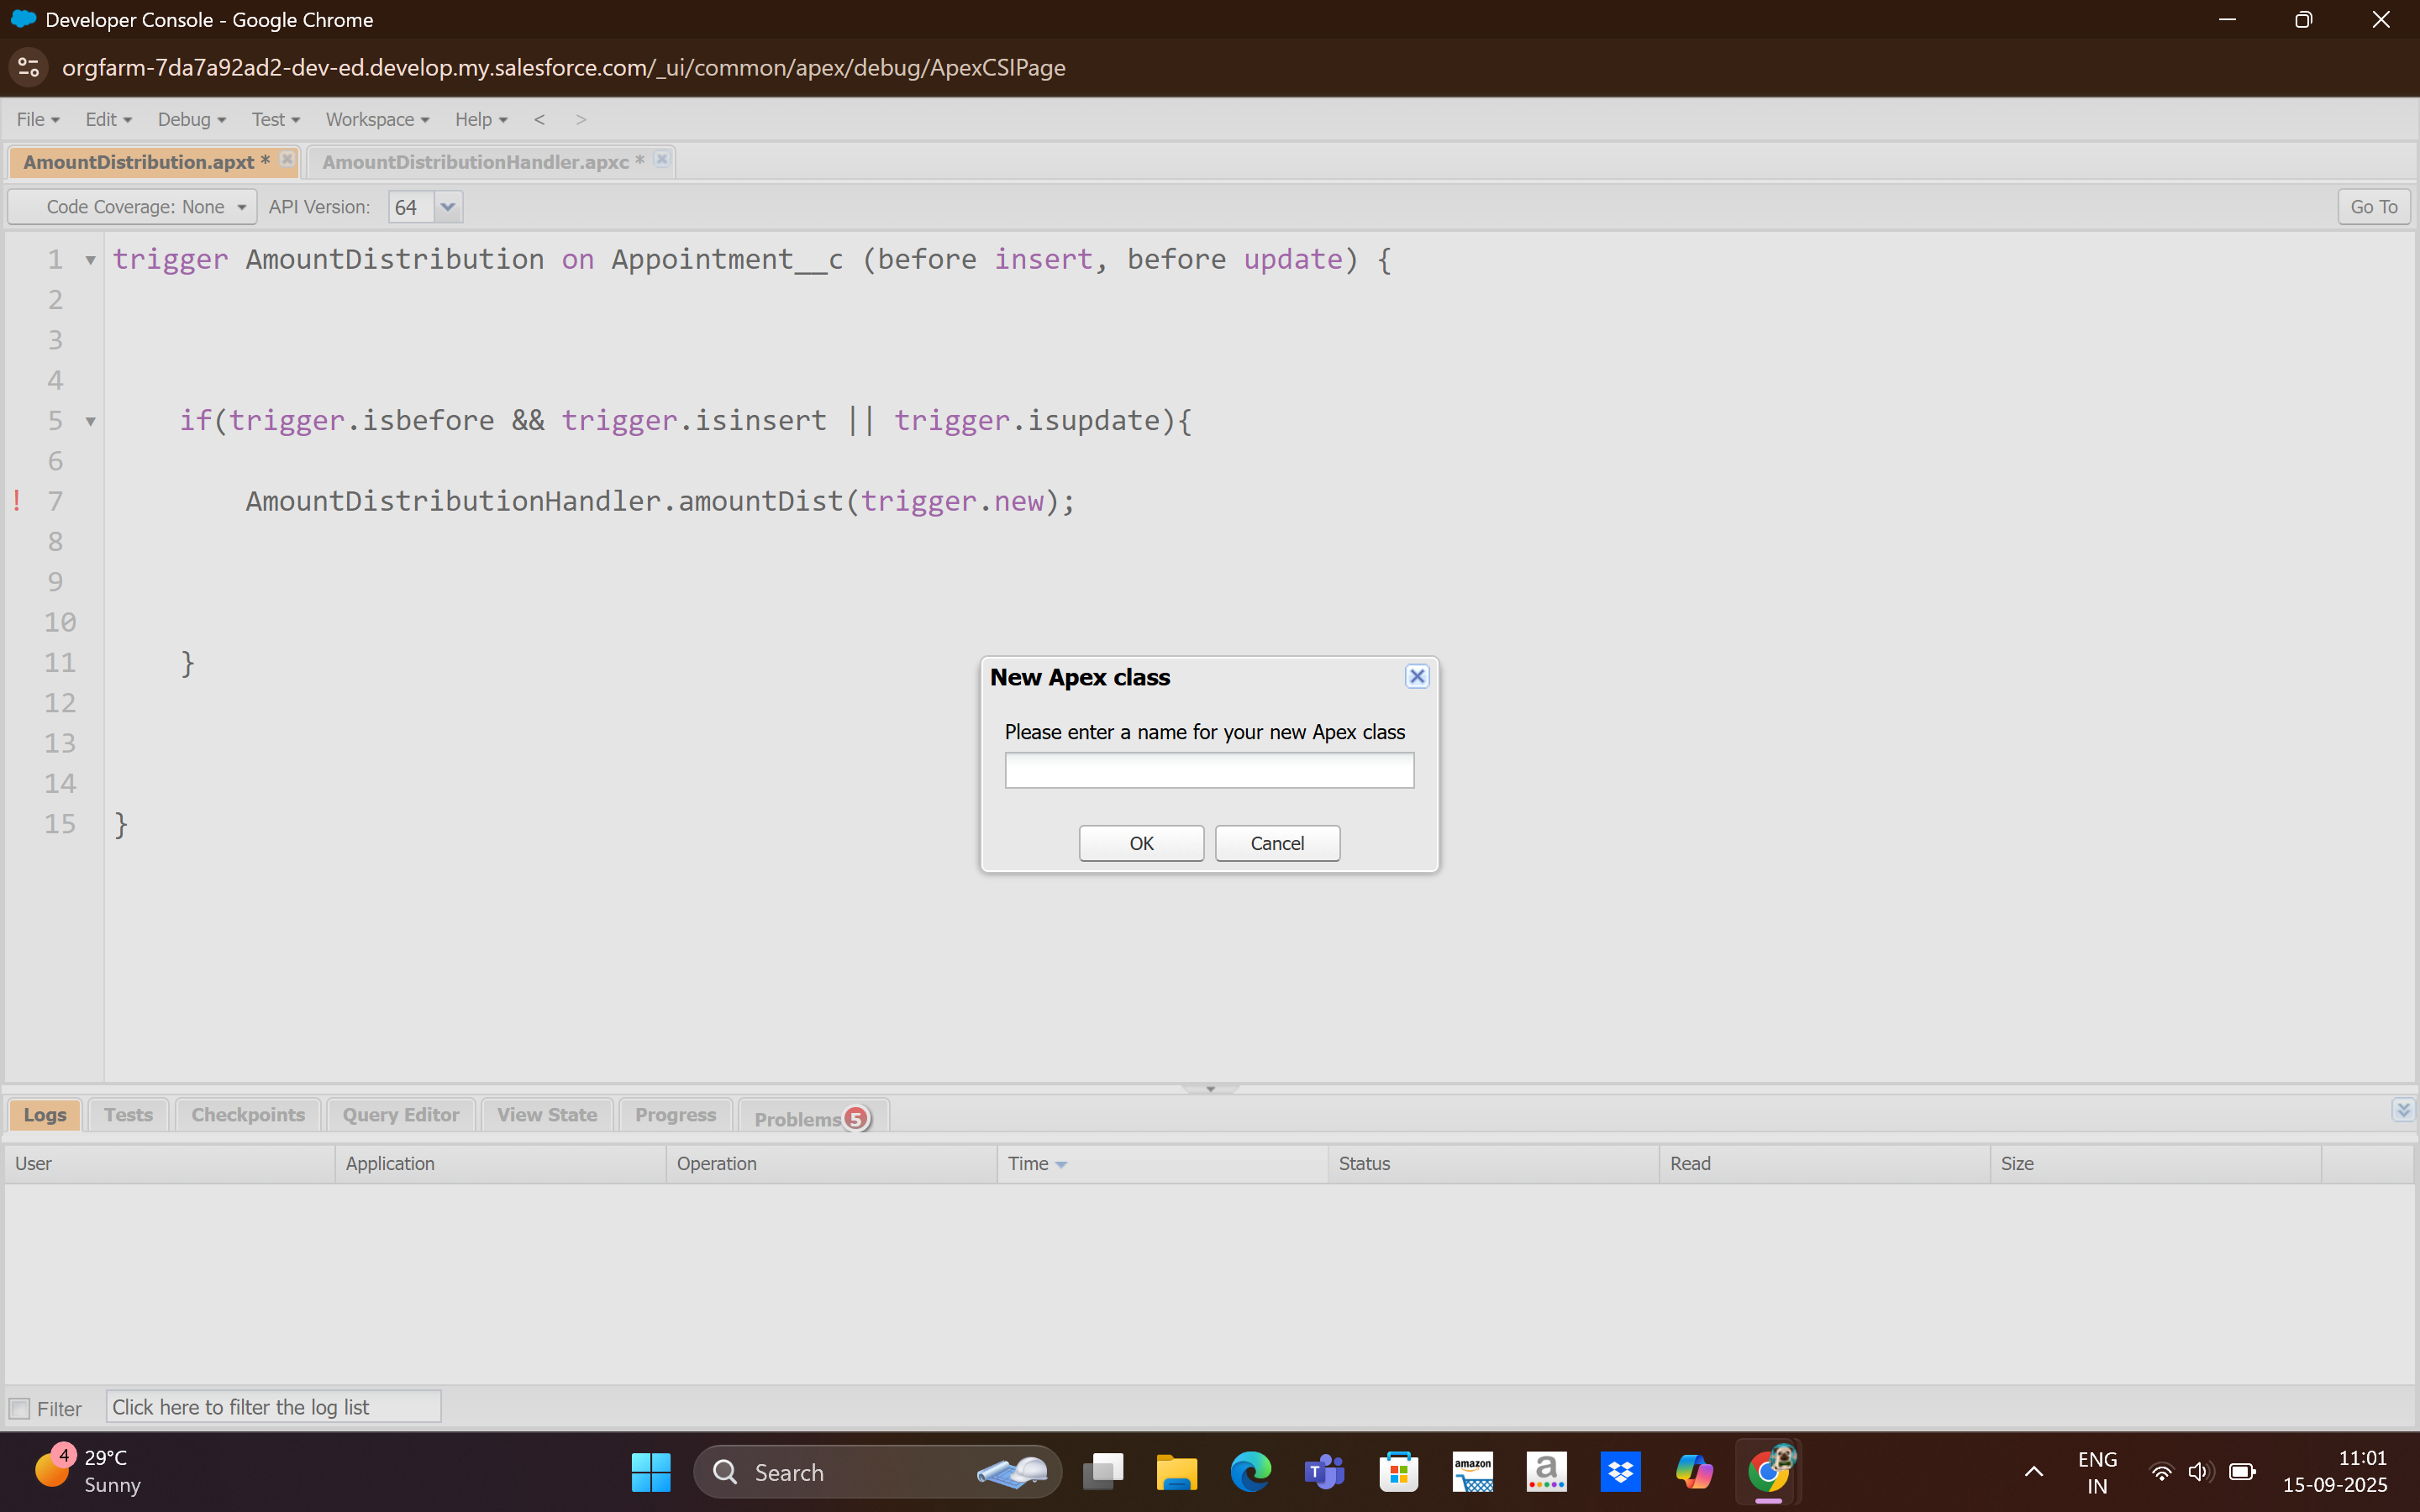 Developer Console - Google Chrome
orgfarm-7da7a92ad2-dev-ed.develop.my.salesforce.com/_ui/common/apex/debug/ApexCSIPage
File Edit Debug Test Workspace Help < >
AmountDistribution.apxt * AmountDistributionHandler.apxc *
Code Coverage: None API Version: 64 Go To
1 trigger AmountDistribution on Appointment__c (before insert, before update) {
2
3
4
5 if(trigger.isbefore && trigger.isinsert || trigger.isupdate){
6
! 7 AmountDistributionHandler.amountDist(trigger.new);
8
9
10
11 }
12
13
14
15 }
New Apex class
Please enter a name for your new Apex class
OK Cancel
Logs Tests Checkpoints Query Editor View State Progress Problems 5
User Application Operation Time Status Read Size
Filter Click here to filter the log list
4 29°C
Sunny
Search
amazon
a
T
ENG
IN
11:01
15-09-2025